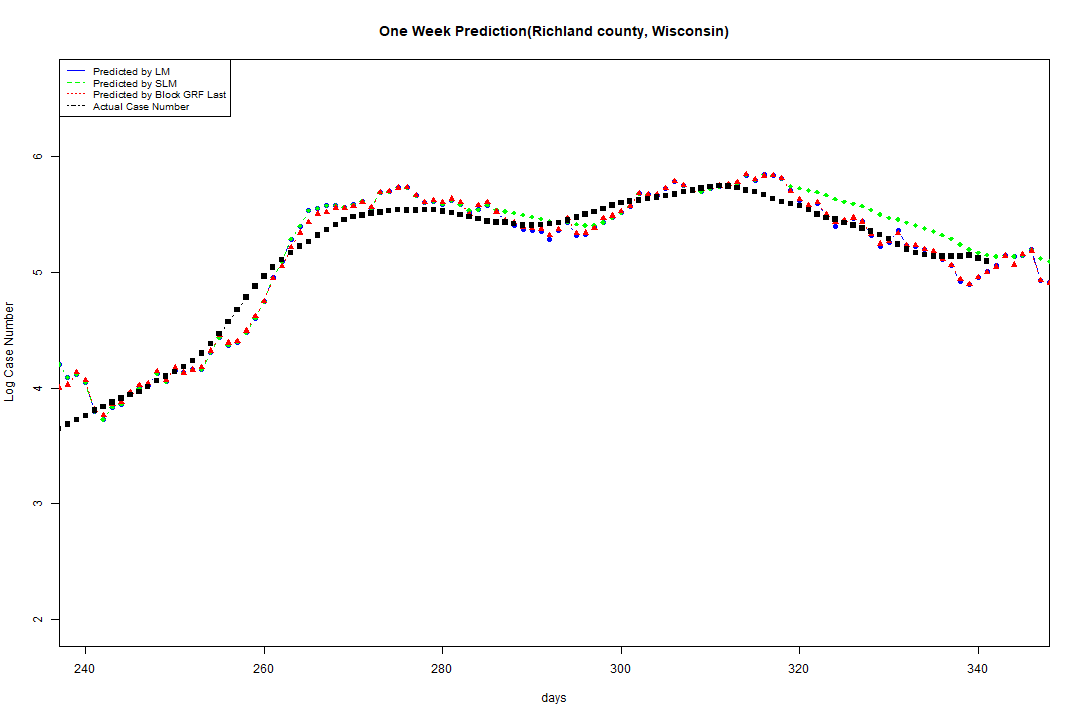 One Week Prediction(Richland county, Wisconsin)
Predicted by LM
Predicted by SLM
Predicted by Block GRF Last
Actual Case Number
6
5
4
3
2
Log Case Number
240 260 280 300 320 340
days